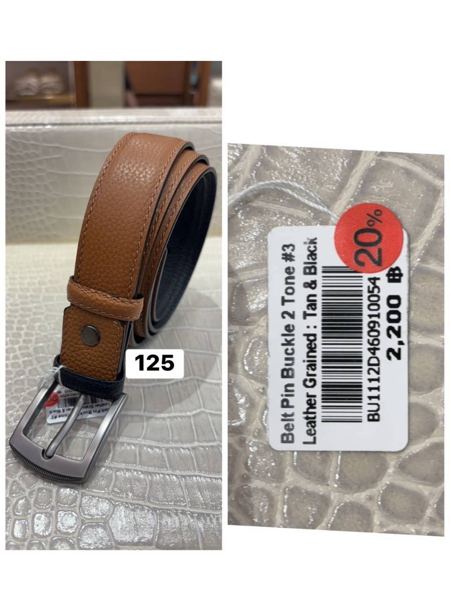 125
Belt Pin Buckle 2 Tone #3
Leather Grained : Tan & Black
20%
BU1112D460910054
2,200 ฿